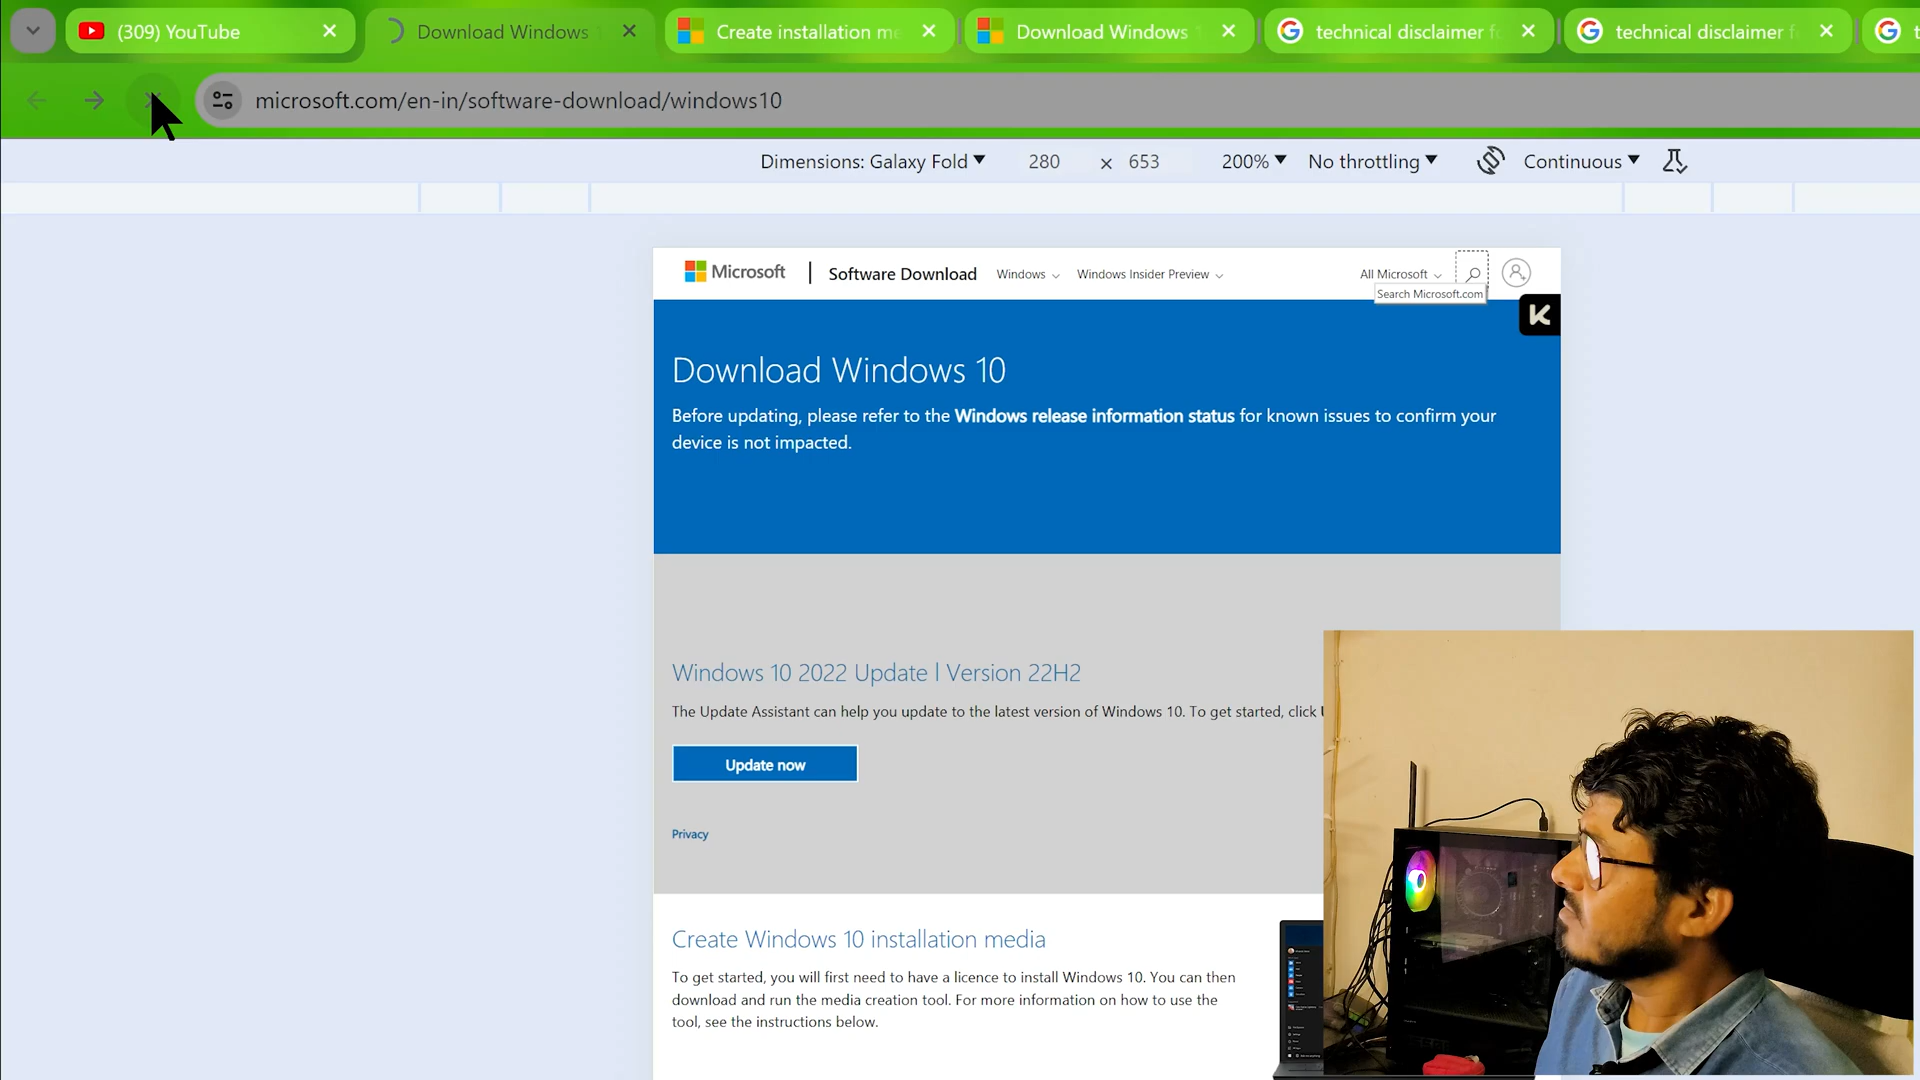 (309) YouTube
Download Windows
Create installation me
Download Windows
technical disclaimer
technical disclaimer
microsoft.com/en-in/software-download/windows10
Dimensions: Galaxy Fold 280 × 653 200% No throttling Continuous
Microsoft Software Download Windows Windows Insider Preview All Microsoft
Search Microsoft.com
K
Download Windows 10
Before updating, please refer to the Windows release information status for known issues to confirm your
device is not impacted.
Windows 10 2022 Update | Version 22H2
The Update Assistant can help you update to the latest version of Windows 10. To get started, click
Update now
Privacy
Create Windows 10 installation media
To get started, you will first need to have a licence to install Windows 10. You can then
download and run the media creation tool. For more information on how to use the
tool, see the instructions below.